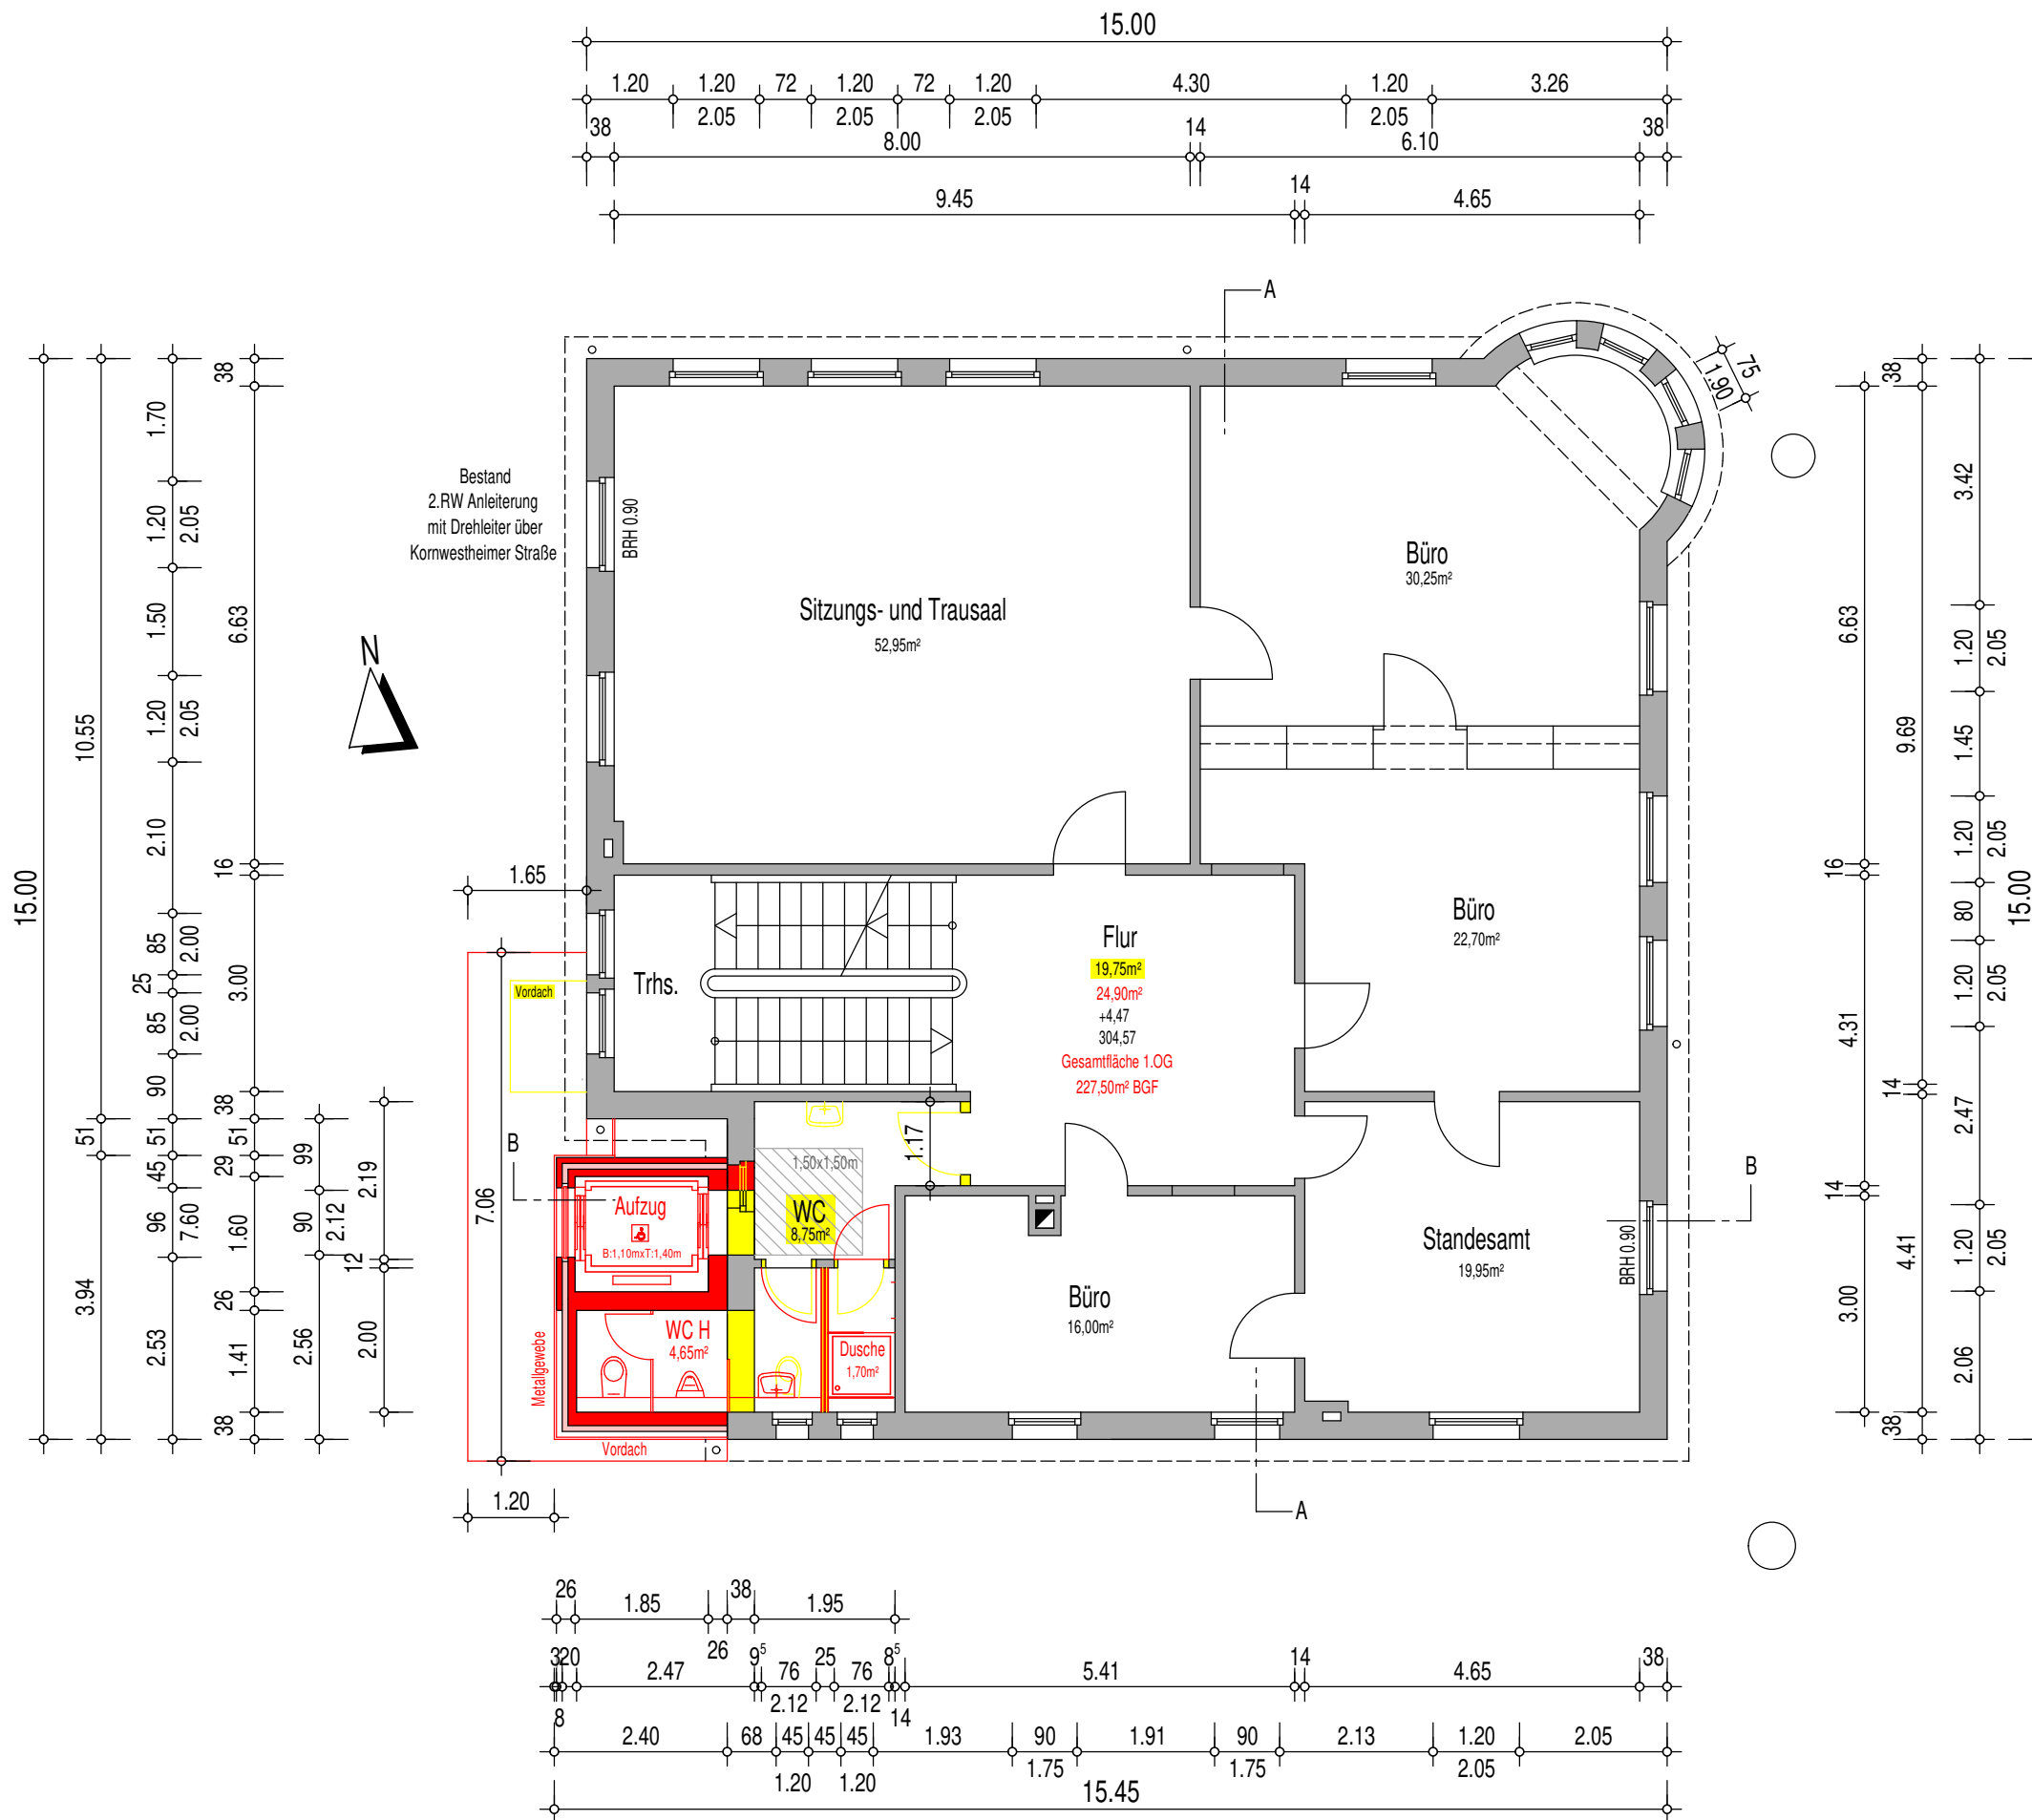 15.00
1.20 1.20 72 1.20 72 1.20 4.30 1.20 3.26
2.05 2.05 2.05 2.05
38 8.00 14 6.10 38
9.45 14 4.65
A
75
1.90
Bestand
2.RW Anleiterung
mit Drehleiter über
Kornwestheimer Straße
BRH 0.90
N
Sitzungs- und Trausaal
52,95m²
Büro
30,25m²
Büro
22,70m²
Flur
19,75m²
24,90m²
+4,47
304,57
Gesamtfläche 1.OG
227,50m² BGF
Trhs.
Vordach
1.65
7.06
1.17
B
B
1,50x1,50m
WC
8,75m²
Aufzug
B:1,10mxT:1,40m
WC H
4,65m²
Dusche
1,70m²
Büro
16,00m²
Standesamt
19,95m²
BRH 0.90
Metallgewebe
Vordach
A
1.20
15.00
10.55 51 3.94
1.70 1.20 1.50 1.20 2.10 85 25 85 90 51 45 96 2.53
2.05 2.05 2.00 2.00 7.60
38 6.63 16 3.00 38 51 29 1.60 26 1.41 38
99 90 2.56
2.12
2.19 12 2.00
6.63 16 4.31 14 3.00
38 9.69 14 4.41 38
3.42 1.20 1.45 1.20 80 1.20 2.47 1.20 2.06
2.05 2.05 2.05 2.05
15.00
26 1.85 38 1.95
26
3 20 2.47 9⁵ 76 25 76 8⁵ 5.41 14 4.65 38
8 2.12 2.12 14
2.40 68 45 45 45 1.93 90 1.91 90 2.13 1.20 2.05
1.20 1.20 1.75 1.75 2.05
15.45